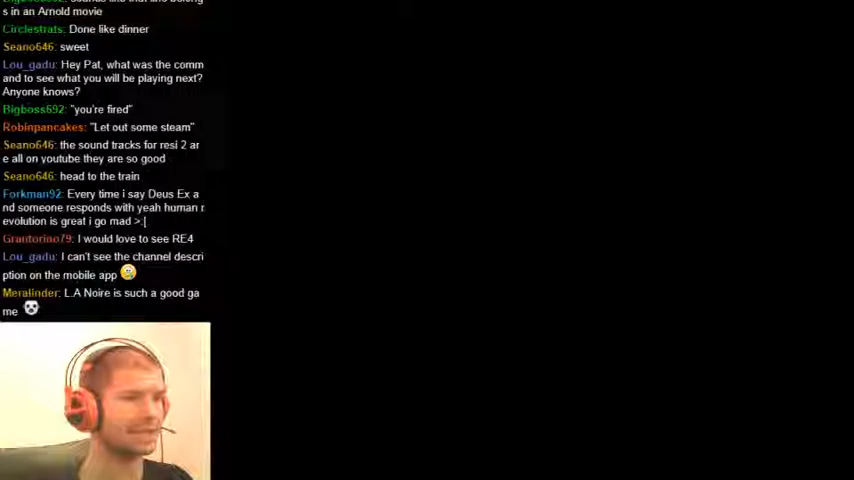 s in an Arnold movie
Circlestrats: Done like dinner
Seano646: sweet
Lou_gadu: Hey Pat, what was the comm
and to see what you will be playing next?
Anyone knows?
Bigboss692: "you're fired"
Robinpancakes: "Let out some steam"
Seano646: the sound tracks for resi 2 ar
e all on youtube they are so good
Seano646: head to the train
Forkman92: Every time i say Deus Ex a
nd someone responds with yeah human r
evolution is great i go mad >:[
Grantorino79: I would love to see RE4
Lou_gadu: I can't see the channel descri
ption on the mobile app
Meralinder: L.A Noire is such a good ga
me